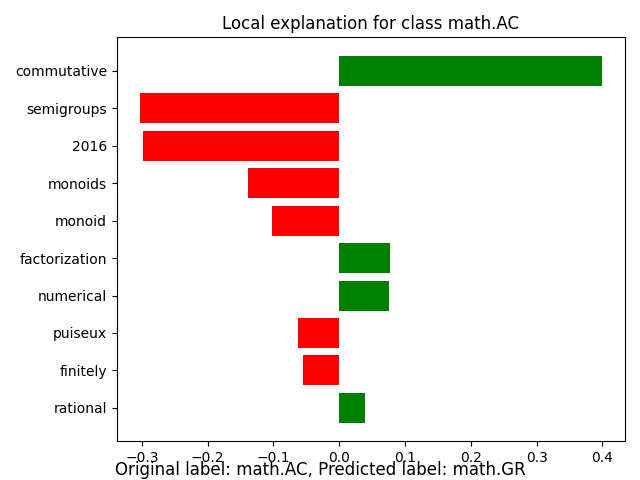 Local explanation for class math.AC
commutative
semigroups
2016
monoids
monoid
factorization
numerical
puiseux
finitely
rational
−0.3 −0.2 −0.1 0.0 0.1 0.2 0.3 0.4
Original label: math.AC, Predicted label: math.GR